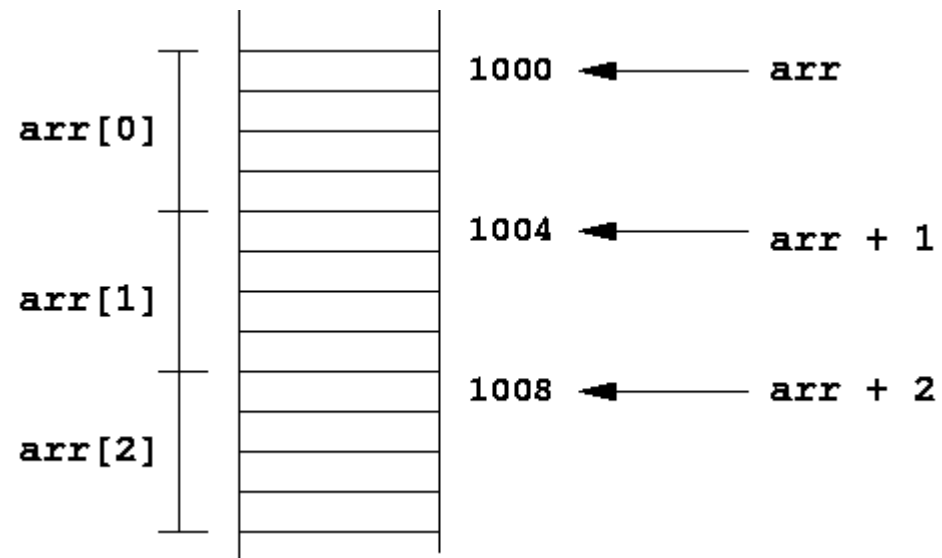 1000 arr
arr[0]
1004 arr + 1
arr[1]
1008 arr + 2
arr[2]